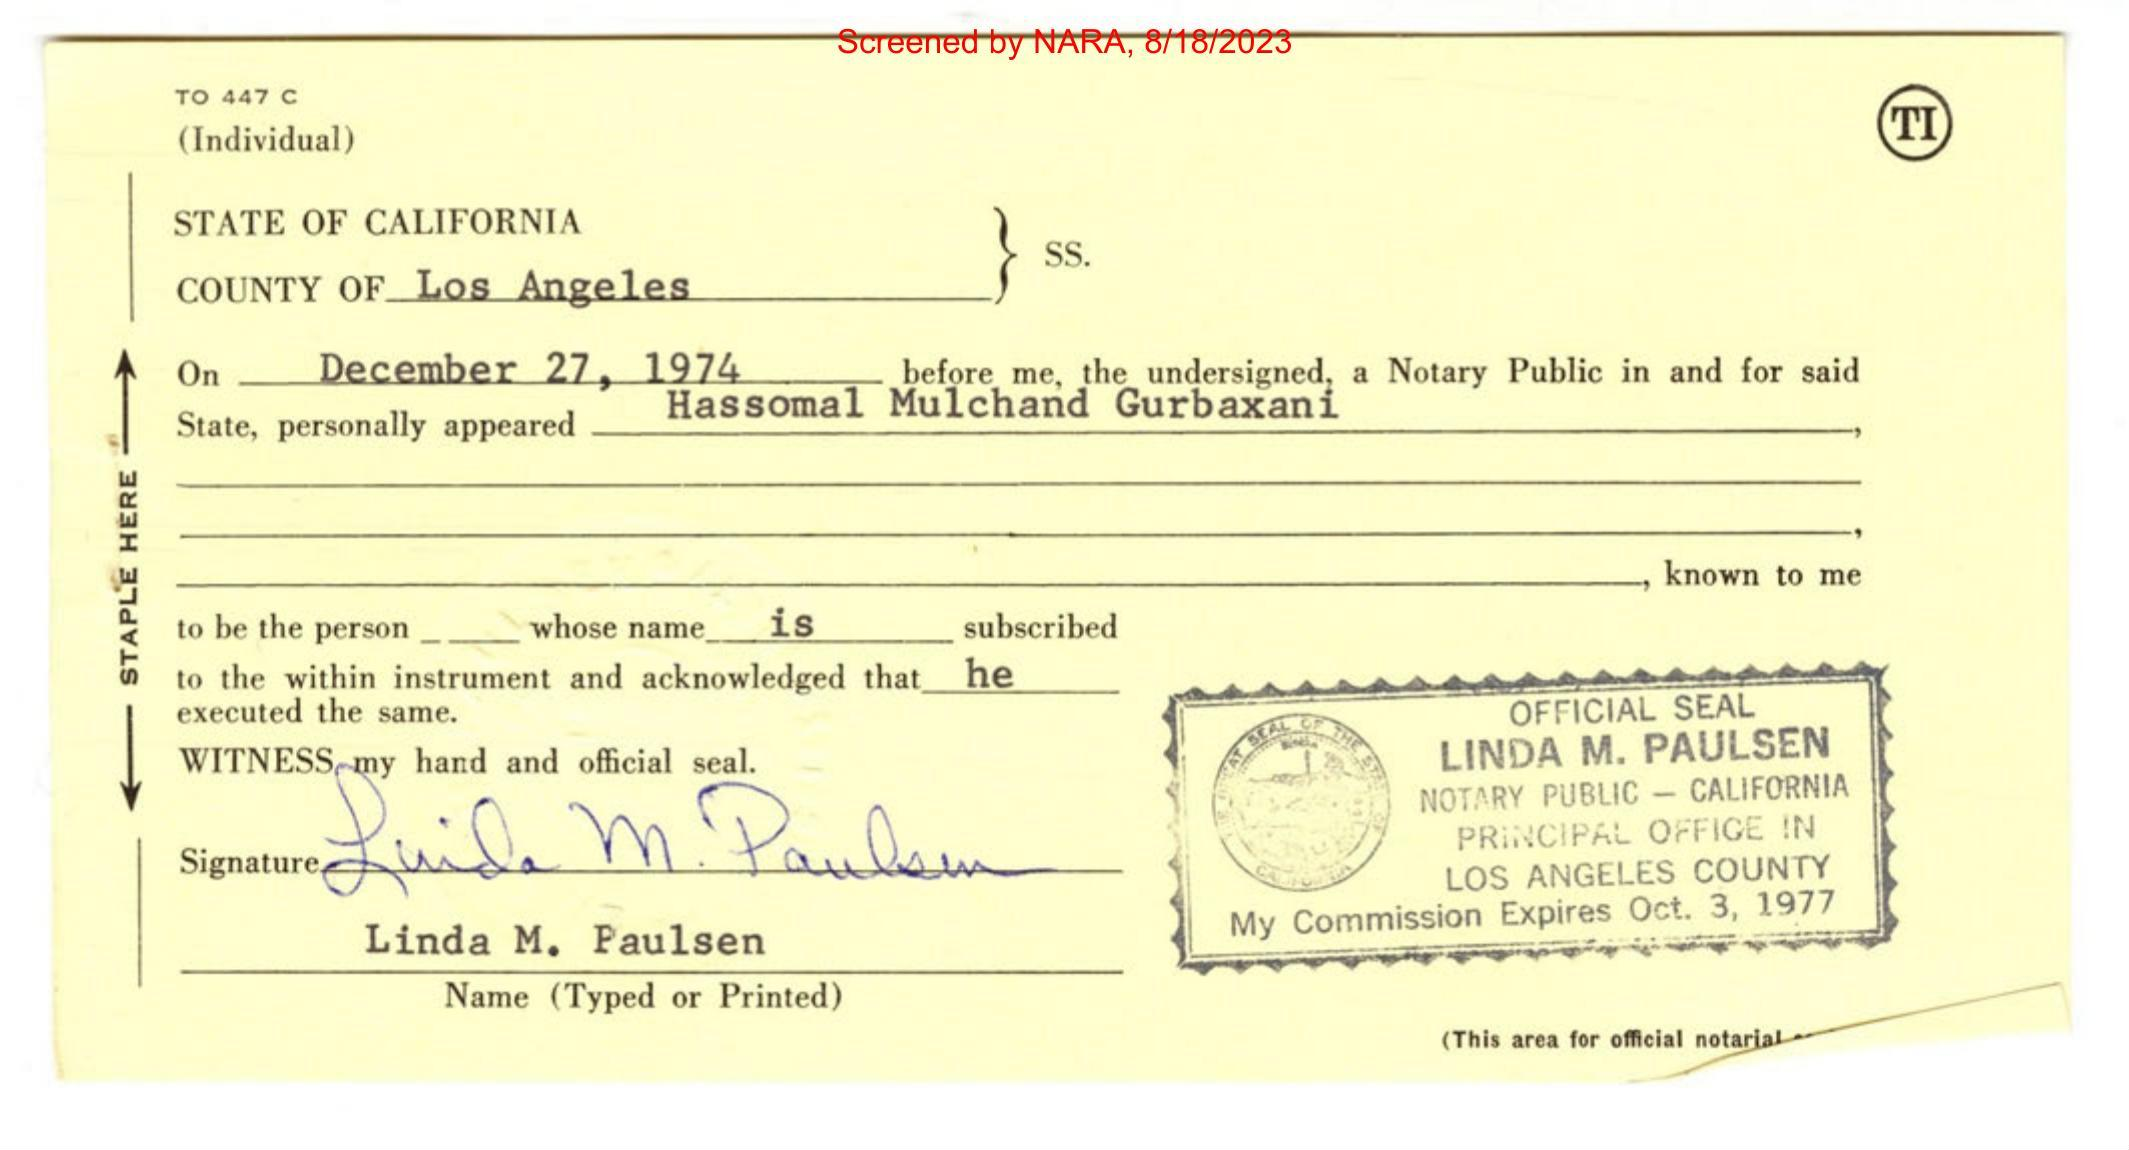 Screened by NARA, 8/18/2023
TO 447 C
(Individual)
TI
STATE OF CALIFORNIA
COUNTY OF Los Angeles
} SS.
On December 27, 1974 before me, the undersigned, a Notary Public in and for said
State, personally appeared Hassomal Mulchand Gurbaxani,
,
, known to me
to be the person whose name is subscribed
to the within instrument and acknowledged that he
executed the same.
WITNESS my hand and official seal.
Signature Linda M. Paulsen
Linda M. Paulsen
Name (Typed or Printed)
STAPLE HERE
OFFICIAL SEAL
LINDA M. PAULSEN
NOTARY PUBLIC — CALIFORNIA
PRINCIPAL OFFICE IN
LOS ANGELES COUNTY
My Commission Expires Oct. 3, 1977
SEAL OF THE
CALIFORNIA
(This area for official notarial